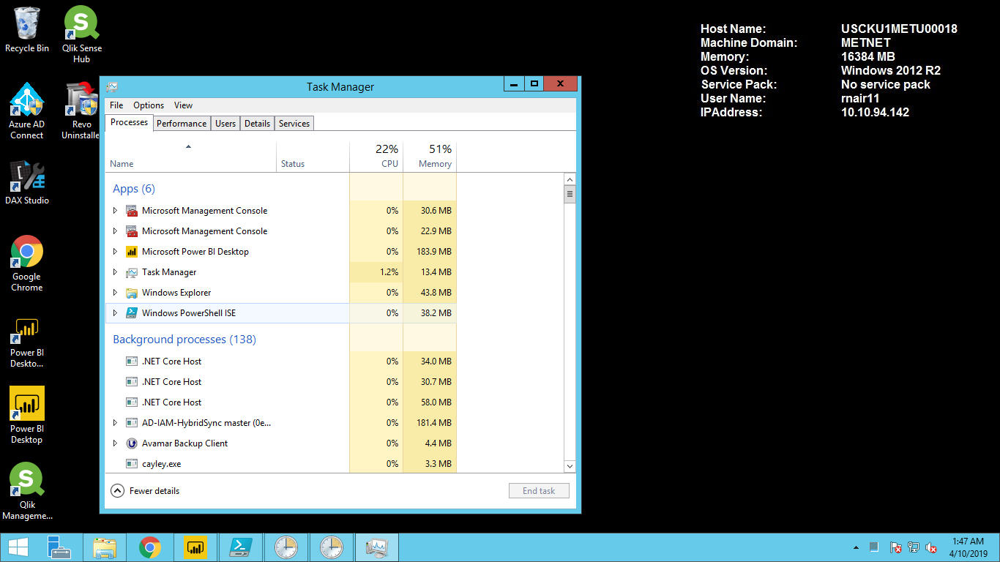 Recycle Bin
Qlik Sense
Hub
Azure AD
Connect
Revo
Uninstalle
DAX Studio
Google
Chrome
Power BI
Deskto...
Power BI
Desktop
Qlik
Manageme...
Host Name: USCKU1METU00018
Machine Domain: METNET
Memory: 16384 MB
OS Version: Windows 2012 R2
Service Pack: No service pack
User Name: rnair11
IPAddress: 10.10.94.142
Task Manager
File Options View
Processes Performance Users Details Services
22% 51%
Name Status CPU Memory
Apps (6)
Microsoft Management Console 0% 30.6 MB
Microsoft Management Console 0% 22.9 MB
Microsoft Power BI Desktop 0% 183.9 MB
Task Manager 1.2% 13.4 MB
Windows Explorer 0% 43.8 MB
Windows PowerShell ISE 0% 38.2 MB
Background processes (138)
.NET Core Host 0% 34.0 MB
.NET Core Host 0% 30.7 MB
.NET Core Host 0% 58.0 MB
AD-IAM-HybridSync master (0e... 0% 181.4 MB
Avamar Backup Client 0% 4.4 MB
cayley.exe 0% 3.3 MB
Fewer details End task
1:47 AM
4/10/2019